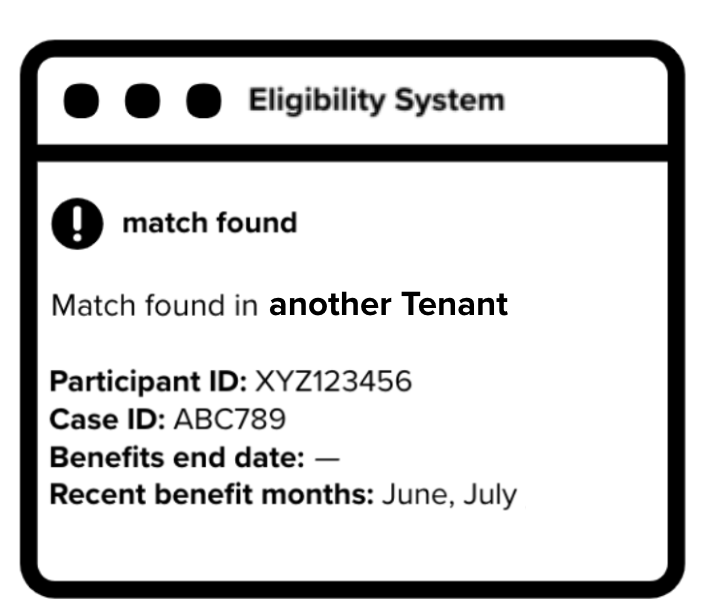 Eligibility System
match found
Match found in another Tenant
Participant ID: XYZ123456
Case ID: ABC789
Benefits end date: —
Recent benefit months: June, July